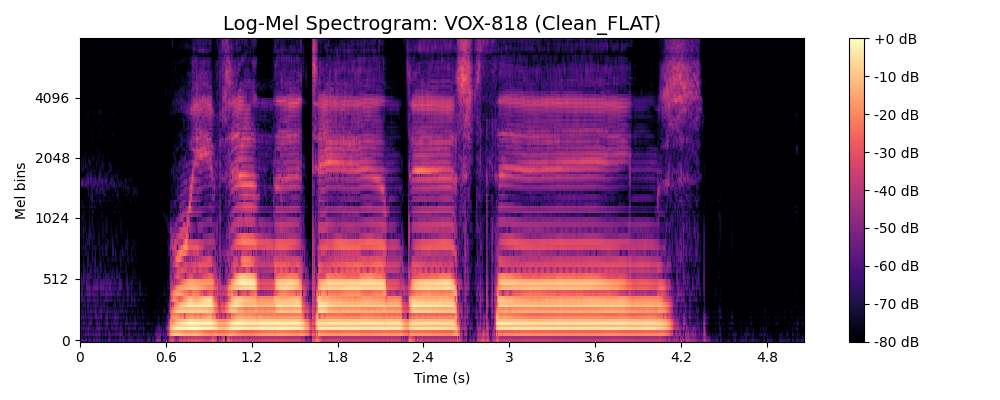 Log-Mel Spectrogram: VOX-818 (Clean_FLAT)
Mel bins
4096
2048
1024
512
0
0 0.6 1.2 1.8 2.4 3 3.6 4.2 4.8
Time (s)
+0 dB
-10 dB
-20 dB
-30 dB
-40 dB
-50 dB
-60 dB
-70 dB
-80 dB